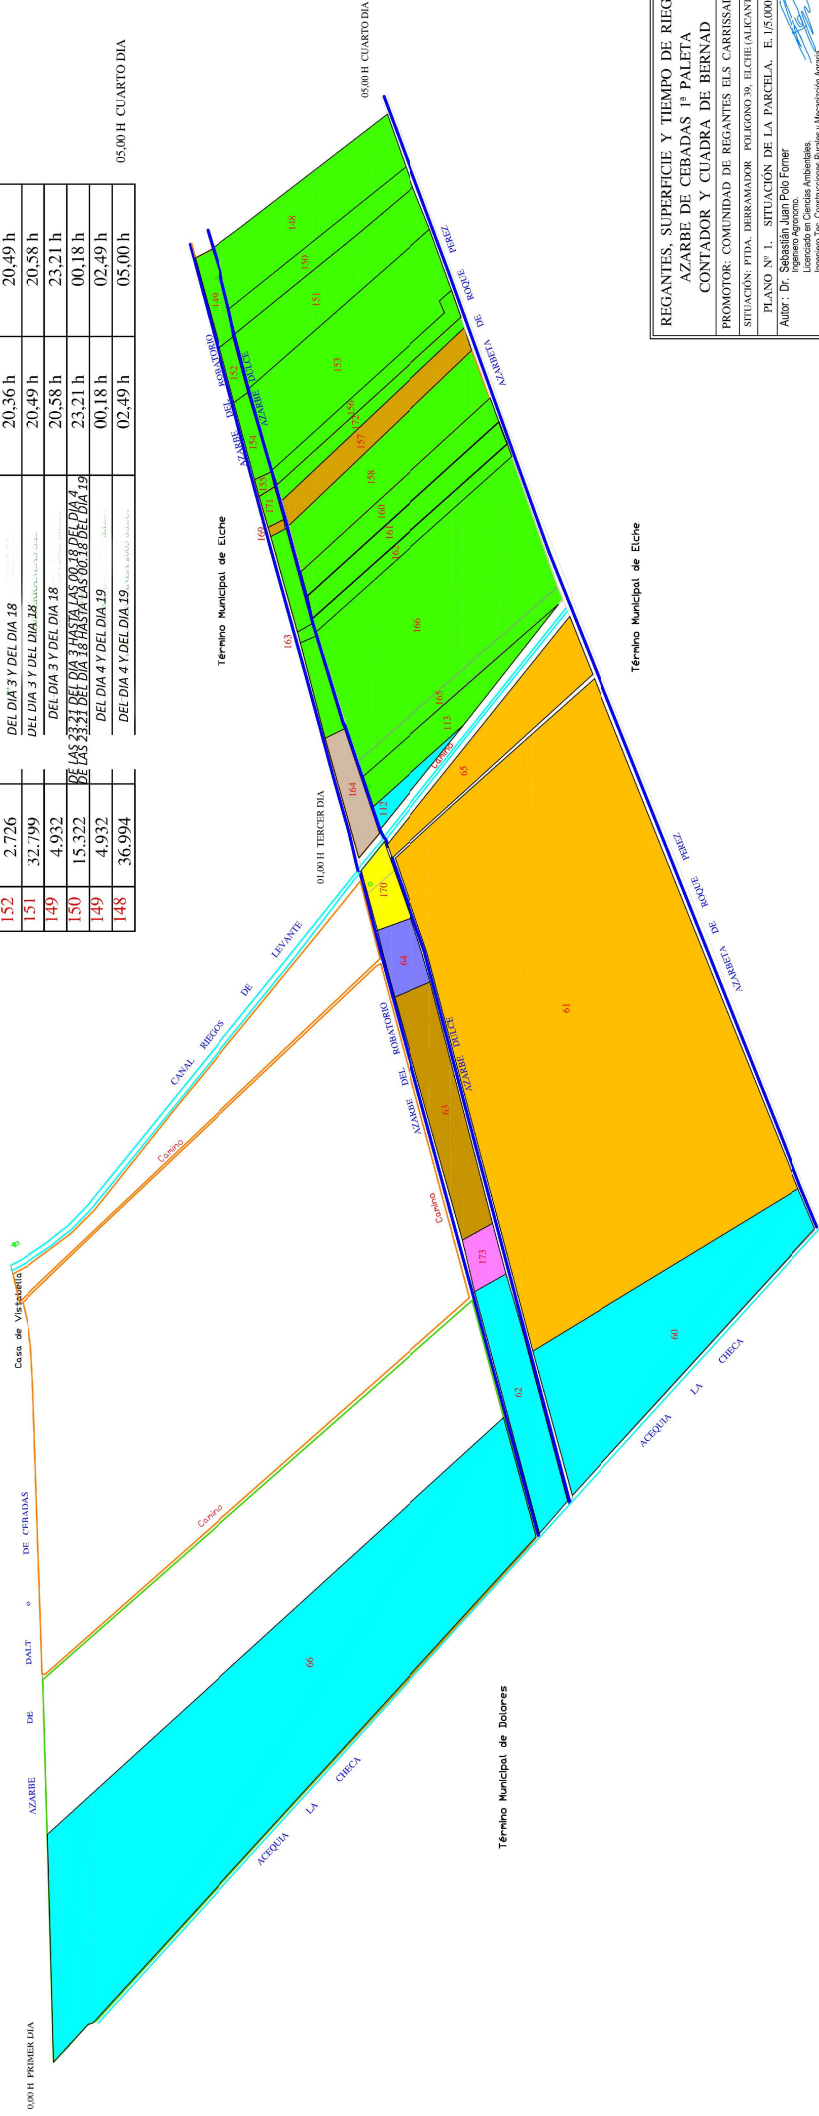 152 2.726 DEL DIA 3 Y DEL DIA 18 20,36 h 20,49 h
151 32.799 DEL DIA 3 Y DEL DIA 18 20,49 h 20,58 h
149 4.932 DEL DIA 3 Y DEL DIA 18 20,58 h 23,21 h
150 15.322 DE LAS 23:21 DEL DIA 3 HASTA LAS 00.18 DEL DIA 4 23,21 h 00,18 h
DE LAS 23:21 DEL DIA 18 HASTA LAS 00:18 DEL DIA 19
149 4.932 DEL DIA 4 Y DEL DIA 19 00,18 h 02,49 h
148 36.994 DEL DIA 4 Y DEL DIA 19 02,49 h 05,00 h
05,00 H CUARTO DIA
05,00 H CUARTO DIA
148
149
150
151
152
153
154
155
156
172
157
171
169
158
160
161
162
163
166
165
113
164
112
65
170
64
63
61
173
62
60
66
AZARBE DEL ROBATORIO
AZARBE DULCE
AZARBETA DE ROQUE PEREZ
Término Municipal de Elche
Término Municipal de Elche
Camino
01,00 H TERCER DIA
CANAL RIEGOS DE LEVANTE
Camino
AZARBE DEL ROBATORIO
AZARBE DULCE
Camino
AZARBETA DE ROQUE PEREZ
Casa de Vistabella
AZARBE DE DALT o DE CEBADAS
Camino
ACEQUIA LA CHECA
ACEQUIA LA CHECA
Término Municipal de Dolores
0,00 H PRIMER DIA
REGANTES, SUPERFICIE Y TIEMPO DE RIEG
AZARBE DE CEBADAS 1ª PALETA
CONTADOR Y CUADRA DE BERNAD
PROMOTOR: COMUNIDAD DE REGANTES ELS CARRISSAL
SITUACIÓN: PTDA. DERRAMADOR POLIGONO 39, ELCHE (ALICANT
PLANO Nº 1. SITUACIÓN DE LA PARCELA. E. 1/5.000
Autor : Dr. Sebastián Juan Polo Forner
Ingeniero Agronomo.
Licenciado en Ciencias Ambientales.
Ingeniero Tec. Construcciones Rurales y Mecanización Agraria